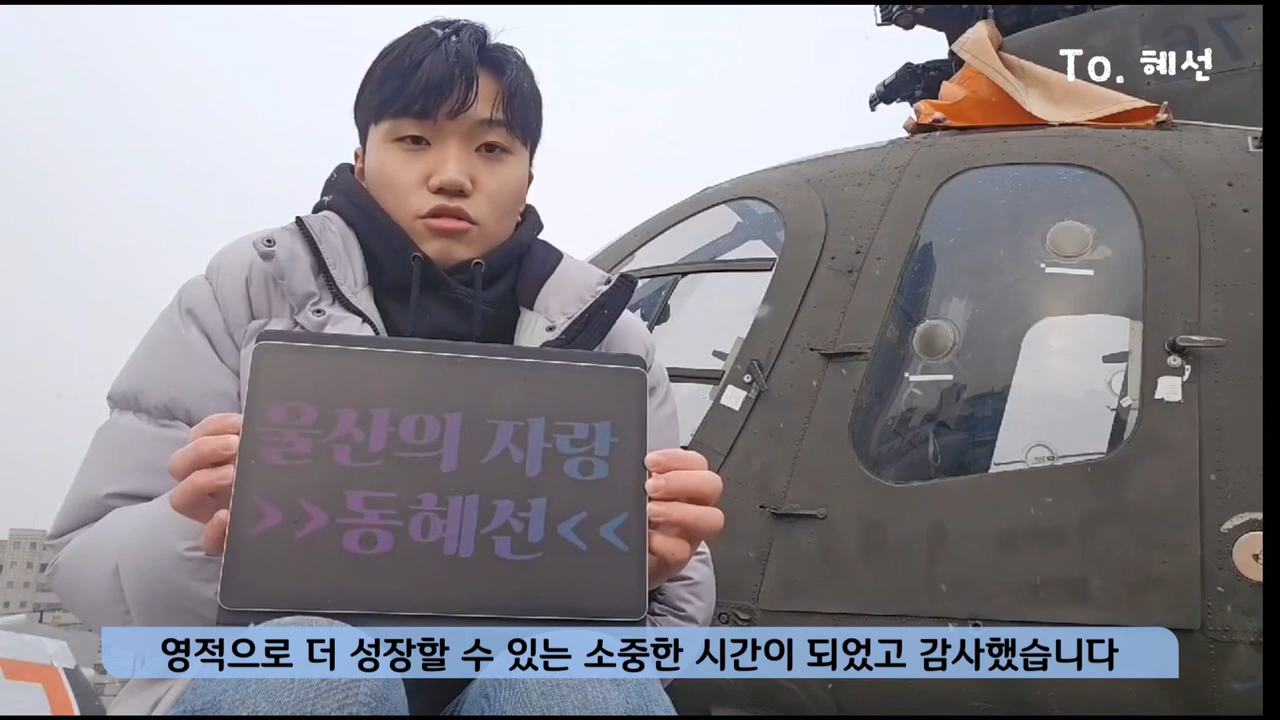 To. 혜선
울산의 자랑
>>동혜선<<
영적으로 더 성장할 수 있는 소중한 시간이 되었고 감사했습니다